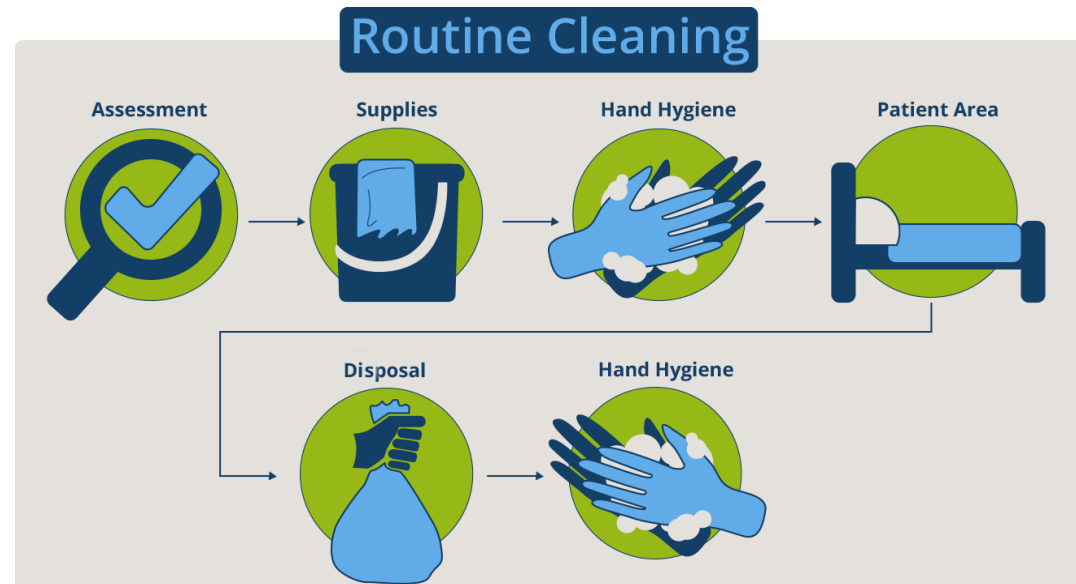 Routine Cleaning
Assessment
Supplies
Hand Hygiene
Patient Area
Disposal
Hand Hygiene